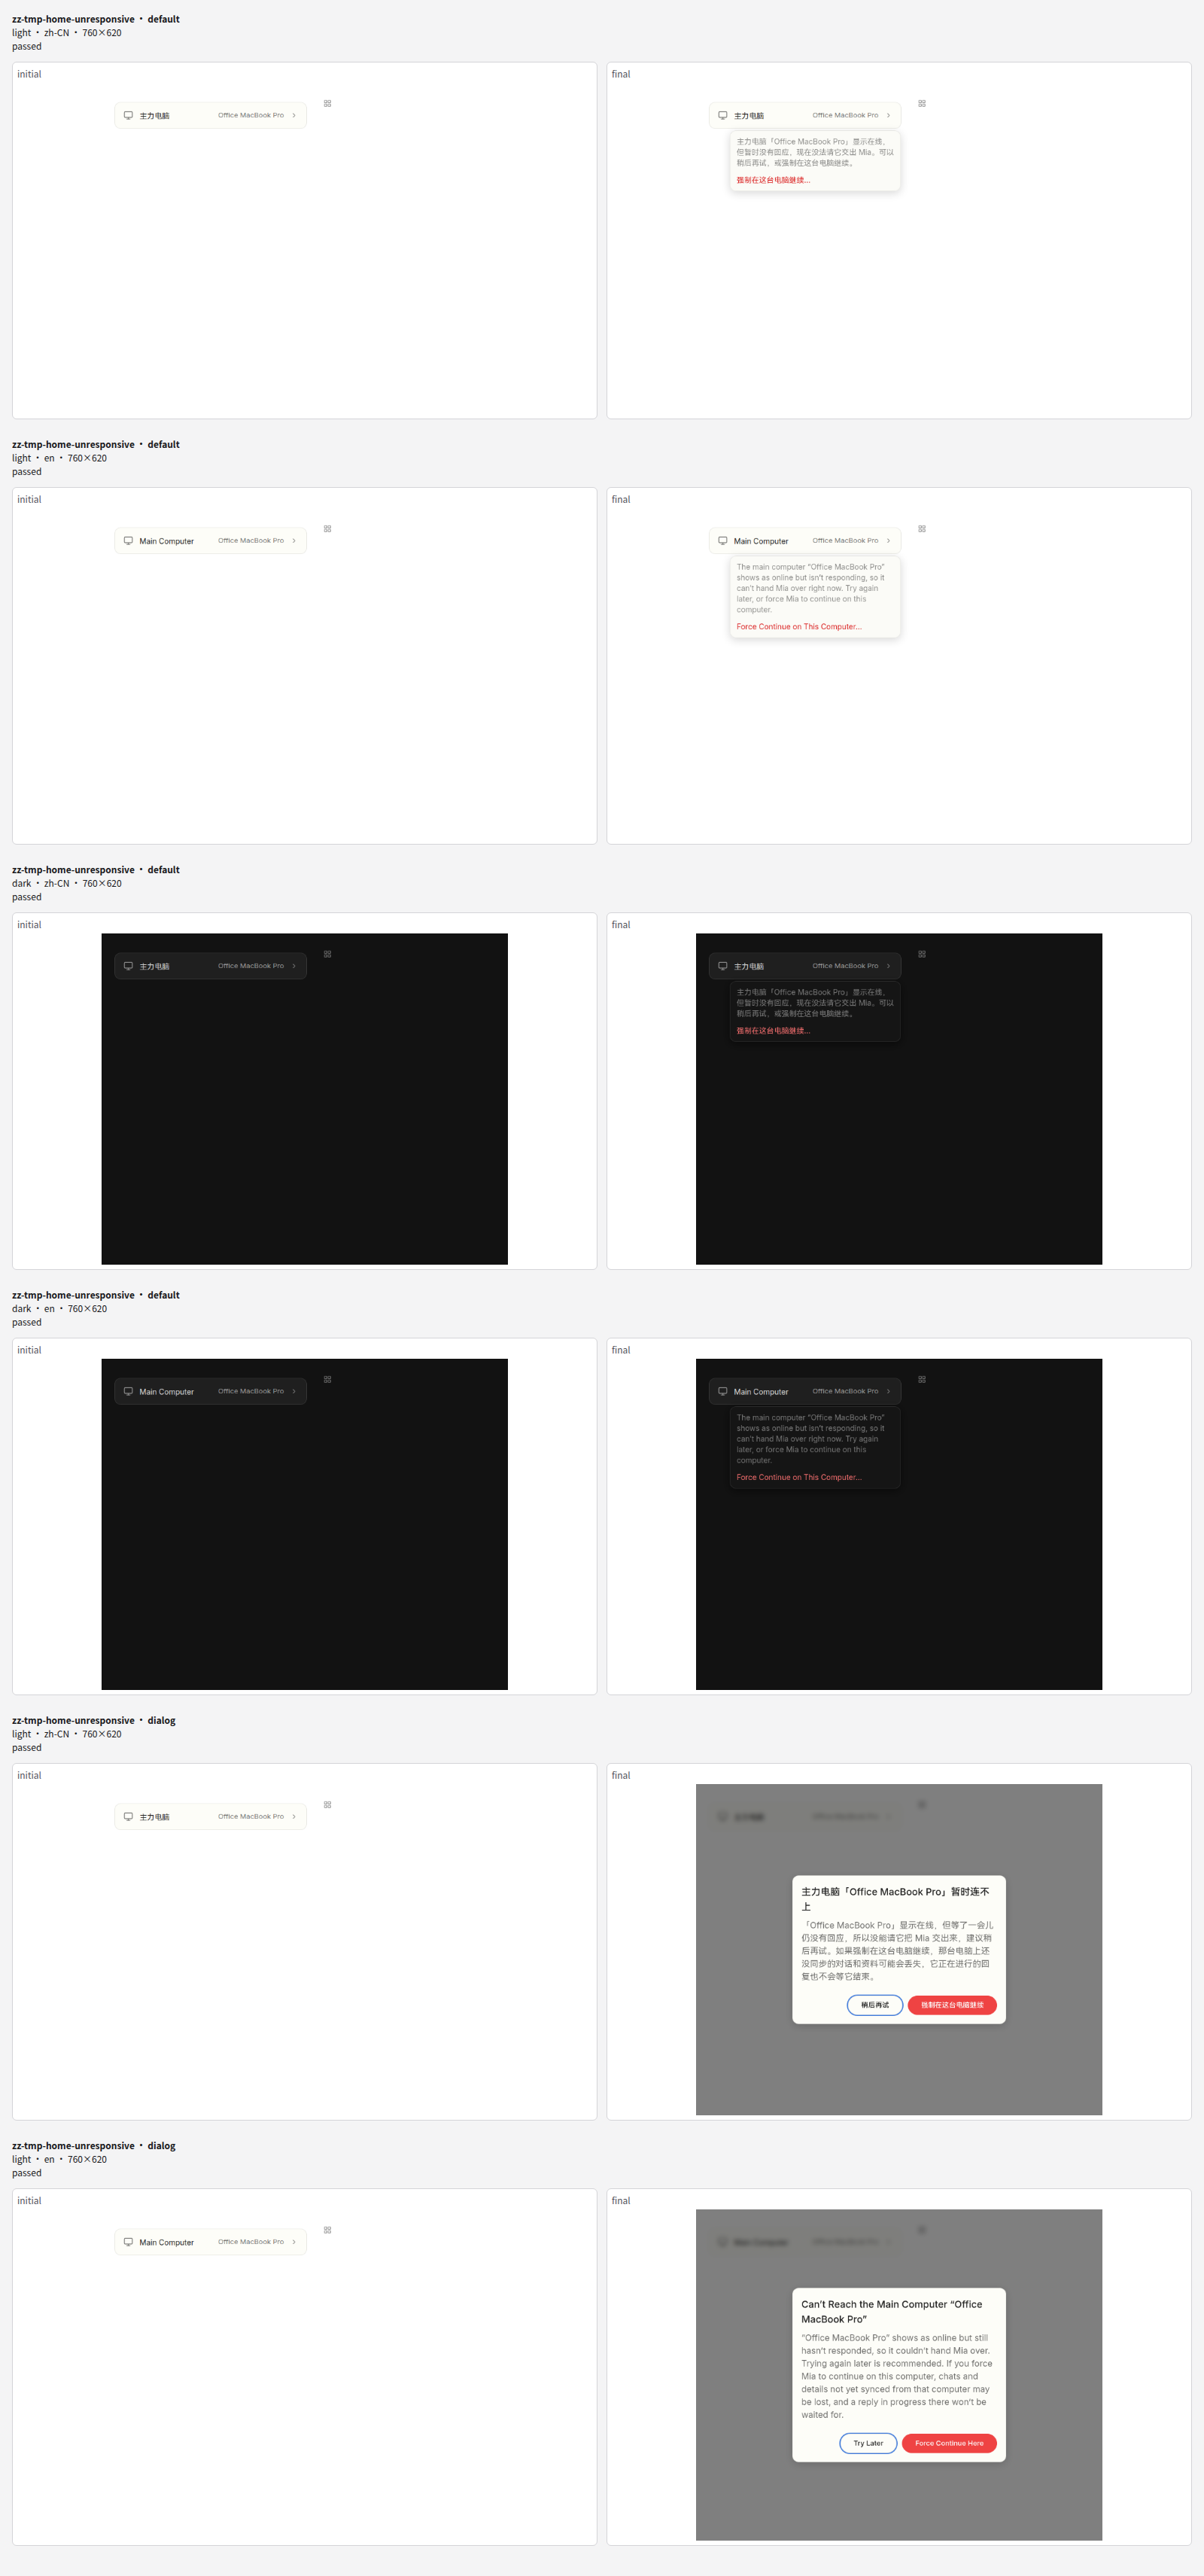 zz-tmp-home-unresponsive • default
light • zh-CN • 760×620
passed
initial
主力电脑
Office MacBook Pro
final
主力电脑
Office MacBook Pro
主力电脑「Office MacBook Pro」显示在线，
但暂时没有回应，现在没法请它交出 Mia。可以
稍后再试，或强制在这台电脑继续。
强制在这台电脑继续...
zz-tmp-home-unresponsive • default
light • en • 760×620
passed
initial
Main Computer
Office MacBook Pro
final
Main Computer
Office MacBook Pro
The main computer “Office MacBook Pro”
shows as online but isn’t responding, so it
can’t hand Mia over right now. Try again
later, or force Mia to continue on this
computer.
Force Continue on This Computer...
zz-tmp-home-unresponsive • default
dark • zh-CN • 760×620
passed
initial
主力电脑
Office MacBook Pro
final
主力电脑
Office MacBook Pro
主力电脑「Office MacBook Pro」显示在线，
但暂时没有回应，现在没法请它交出 Mia。可以
稍后再试，或强制在这台电脑继续。
强制在这台电脑继续...
zz-tmp-home-unresponsive • default
dark • en • 760×620
passed
initial
Main Computer
Office MacBook Pro
final
Main Computer
Office MacBook Pro
The main computer “Office MacBook Pro”
shows as online but isn’t responding, so it
can’t hand Mia over right now. Try again
later, or force Mia to continue on this
computer.
Force Continue on This Computer...
zz-tmp-home-unresponsive • dialog
light • zh-CN • 760×620
passed
initial
主力电脑
Office MacBook Pro
final
主力电脑「Office MacBook Pro」暂时连不
上
「Office MacBook Pro」显示在线，但等了一会儿
仍没有回应，所以没能请它把 Mia 交出来。建议稍
后再试。如果强制在这台电脑继续，那台电脑上还
没同步的对话和资料可能会丢失，它正在进行的回
复也不会等它结束。
稍后再试
强制在这台电脑继续
zz-tmp-home-unresponsive • dialog
light • en • 760×620
passed
initial
Main Computer
Office MacBook Pro
final
Can’t Reach the Main Computer “Office
MacBook Pro”
“Office MacBook Pro” shows as online but still
hasn’t responded, so it couldn’t hand Mia over.
Trying again later is recommended. If you force
Mia to continue on this computer, chats and
details not yet synced from that computer may
be lost, and a reply in progress there won’t be
waited for.
Try Later
Force Continue Here